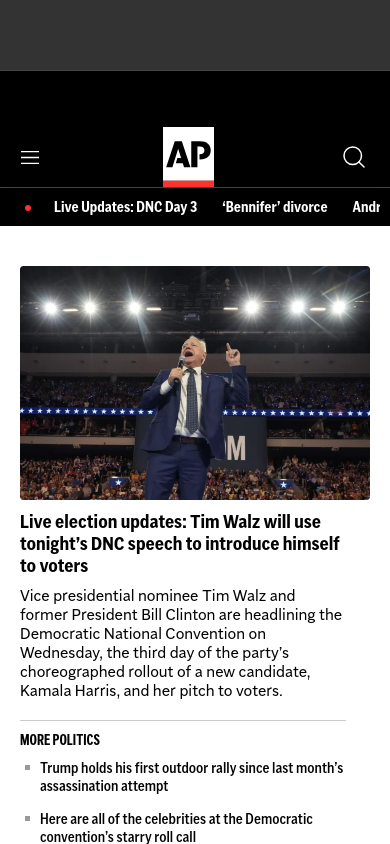 AP
Live Updates: DNC Day 3
‘Bennifer’ divorce
Andr
M
Live election updates: Tim Walz will use
tonight’s DNC speech to introduce himself
to voters
Vice presidential nominee Tim Walz and
former President Bill Clinton are headlining the
Democratic National Convention on
Wednesday, the third day of the party’s
choreographed rollout of a new candidate,
Kamala Harris, and her pitch to voters.
MORE POLITICS
Trump holds his first outdoor rally since last month’s
assassination attempt
Here are all of the celebrities at the Democratic
convention’s starry roll call